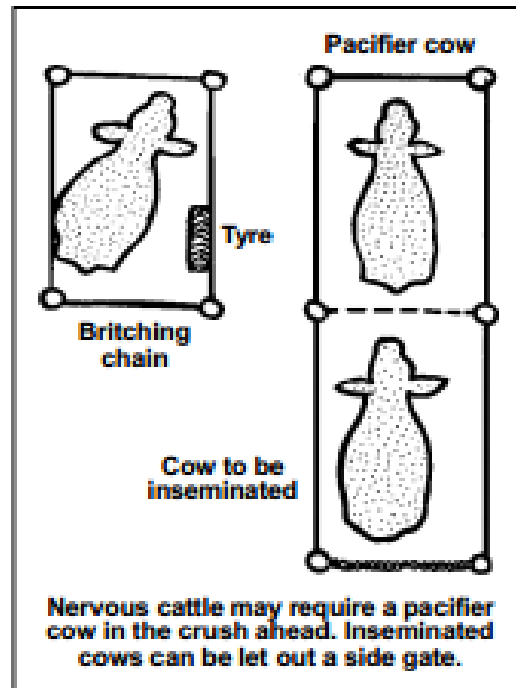 Pacifier cow
Tyre
Britching
chain
Cow to be
inseminated
Nervous cattle may require a pacifier
cow in the crush ahead. Inseminated
cows can be let out a side gate.